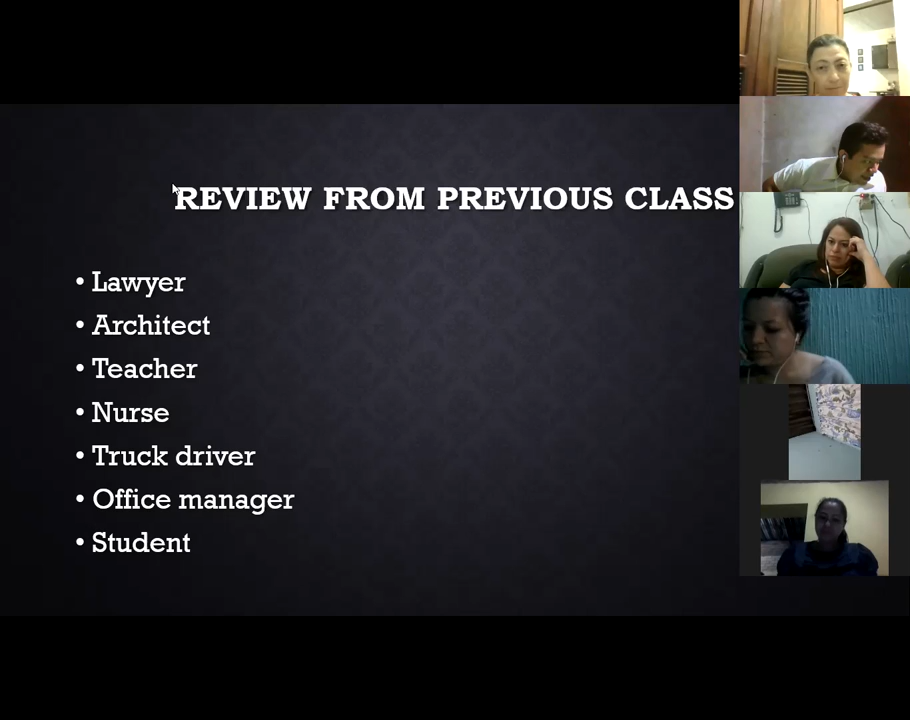 REVIEW FROM PREVIOUS CLASS
• Lawyer
• Architect
• Teacher
• Nurse
• Truck driver
• Office manager
• Student